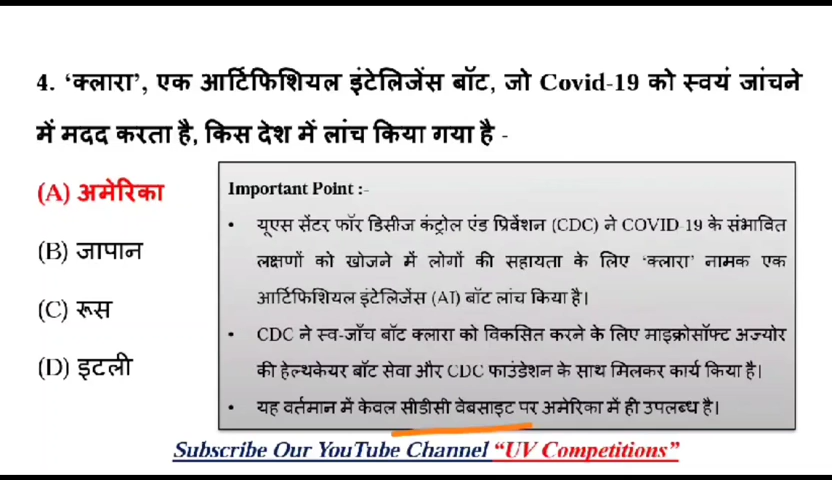 4. ‘क्लारा’, एक आर्टिफिशियल इंटेलिजेंस बॉट, जो Covid-19 को स्वयं जांचने
में मदद करता है, किस देश में लांच किया गया है -
(A) अमेरिका
(B) जापान
(C) रूस
(D) इटली
Important Point :-
• यूएस सेंटर फॉर डिसीज कंट्रोल एंड प्रिवेंशन (CDC) ने COVID-19 के संभावित
लक्षणों को खोजने में लोगों की सहायता के लिए ‘क्लारा’ नामक एक
आर्टिफिशियल इंटेलिजेंस (AI) बॉट लांच किया है।
• CDC ने स्व-जाँच बॉट क्लारा को विकसित करने के लिए माइक्रोसॉफ्ट अज्योर
की हेल्थकेयर बॉट सेवा और CDC फाउंडेशन के साथ मिलकर कार्य किया है।
• यह वर्तमान में केवल सीडीसी वेबसाइट पर अमेरिका में ही उपलब्ध है।
Subscribe Our YouTube Channel “UV Competitions”